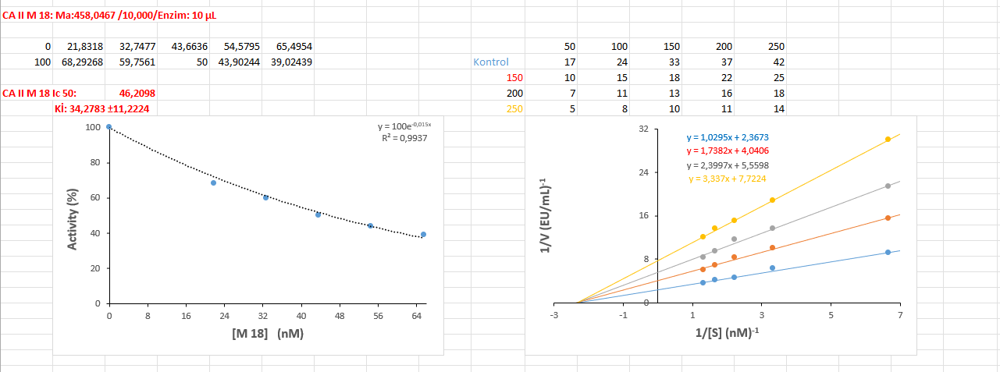 CA II M 18: Ma:458,0467 /10,000/Enzim: 10 µL
0 21,8318 32,7477 43,6636 54,5795 65,4954
100 68,29268 59,7561 50 43,90244 39,02439
CA II M 18 Ic 50: 46,2098
Ki: 34,2783 ±11,2224
50 100 150 200 250
Kontrol 17 24 33 37 42
150 10 15 18 22 25
200 7 11 13 16 18
250 5 8 10 11 14
y = 100e-0,015x
R² = 0,9937
Activity (%)
100
80
60
40
20
0
0 8 16 24 32 40 48 56 64
[M 18] (nM)
y = 1,0295x + 2,3673
y = 1,7382x + 4,0406
y = 2,3997x + 5,5598
y = 3,337x + 7,7224
1/V (EU/mL)-1
32
24
16
8
0
-3 -1 1 3 5 7
1/[S] (nM)-1